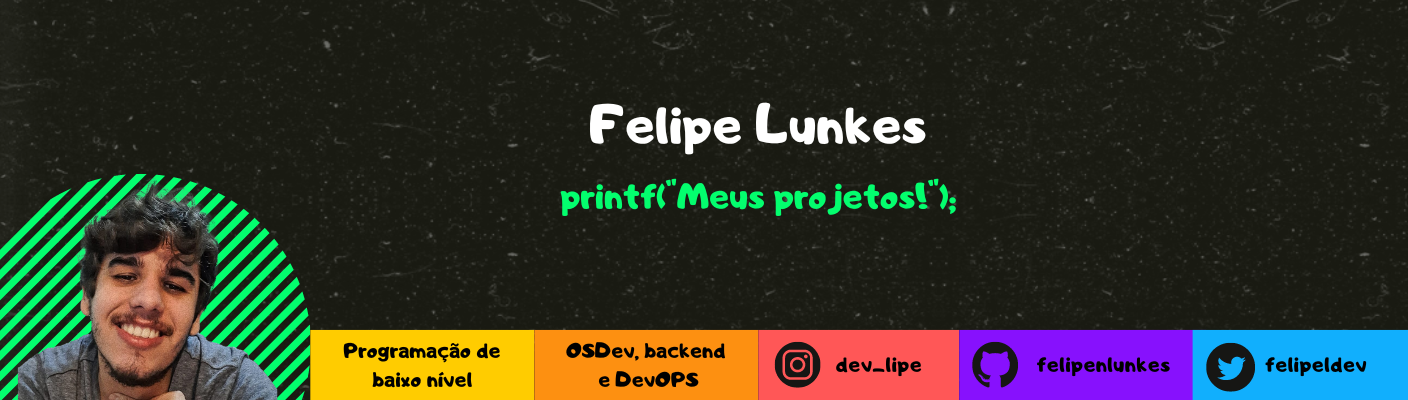 Felipe Lunkes
printf("Meus projetos!");
Programação de
baixo nível
OSDev, backend
e DevOPS
dev_lipe
felipenlunkes
felipeldev